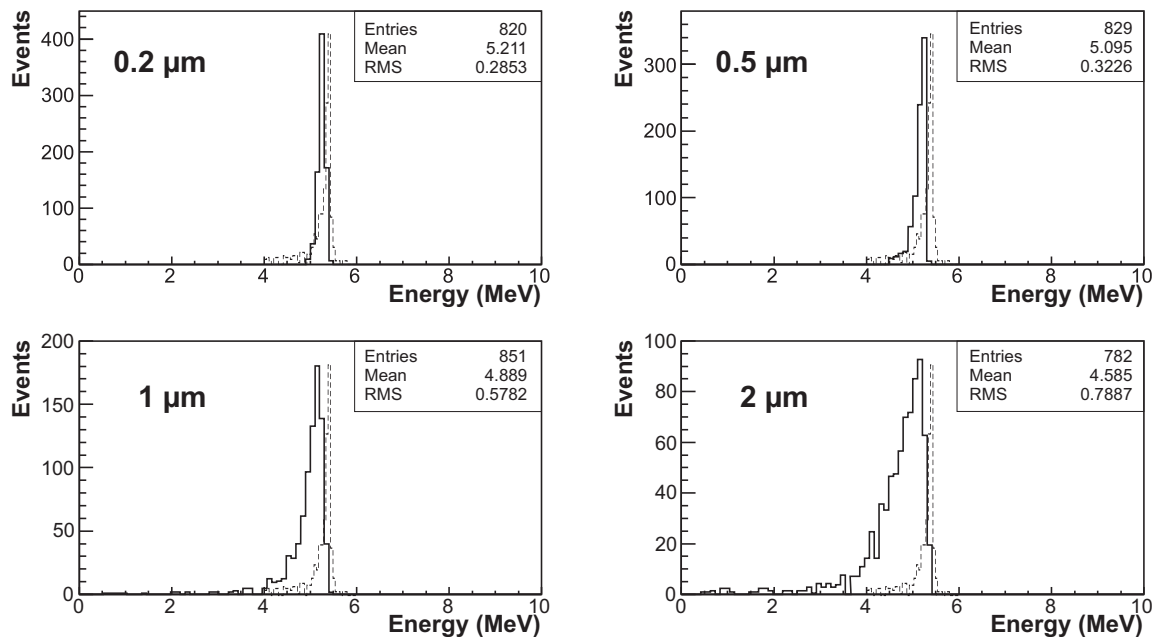 Events
400
300
200
100
0
0.2 µm
Entries 820
Mean 5.211
RMS 0.2853
0 2 4 6 8 10
Energy (MeV)
Events
300
200
100
0
0.5 µm
Entries 829
Mean 5.095
RMS 0.3226
0 2 4 6 8 10
Energy (MeV)
Events
200
150
100
50
0
1 µm
Entries 851
Mean 4.889
RMS 0.5782
0 2 4 6 8 10
Energy (MeV)
Events
100
80
60
40
20
0
2 µm
Entries 782
Mean 4.585
RMS 0.7887
0 2 4 6 8 10
Energy (MeV)